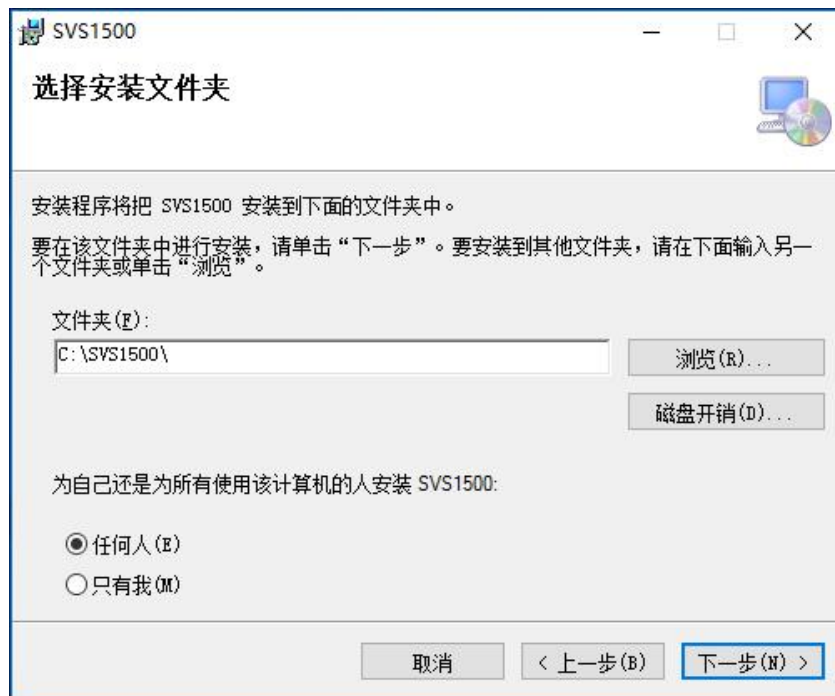 SVS1500
选择安装文件夹
安装程序将把 SVS1500 安装到下面的文件夹中。
要在该文件夹中进行安装，请单击“下一步”。要安装到其他文件夹，请在下面输入另一
个文件夹或单击“浏览”。
文件夹(F):
C:\SVS1500\
浏览(R)...
磁盘开销(D)...
为自己还是为所有使用该计算机的人安装 SVS1500:
任何人(E)
只有我(M)
取消
< 上一步(B)
下一步(N) >